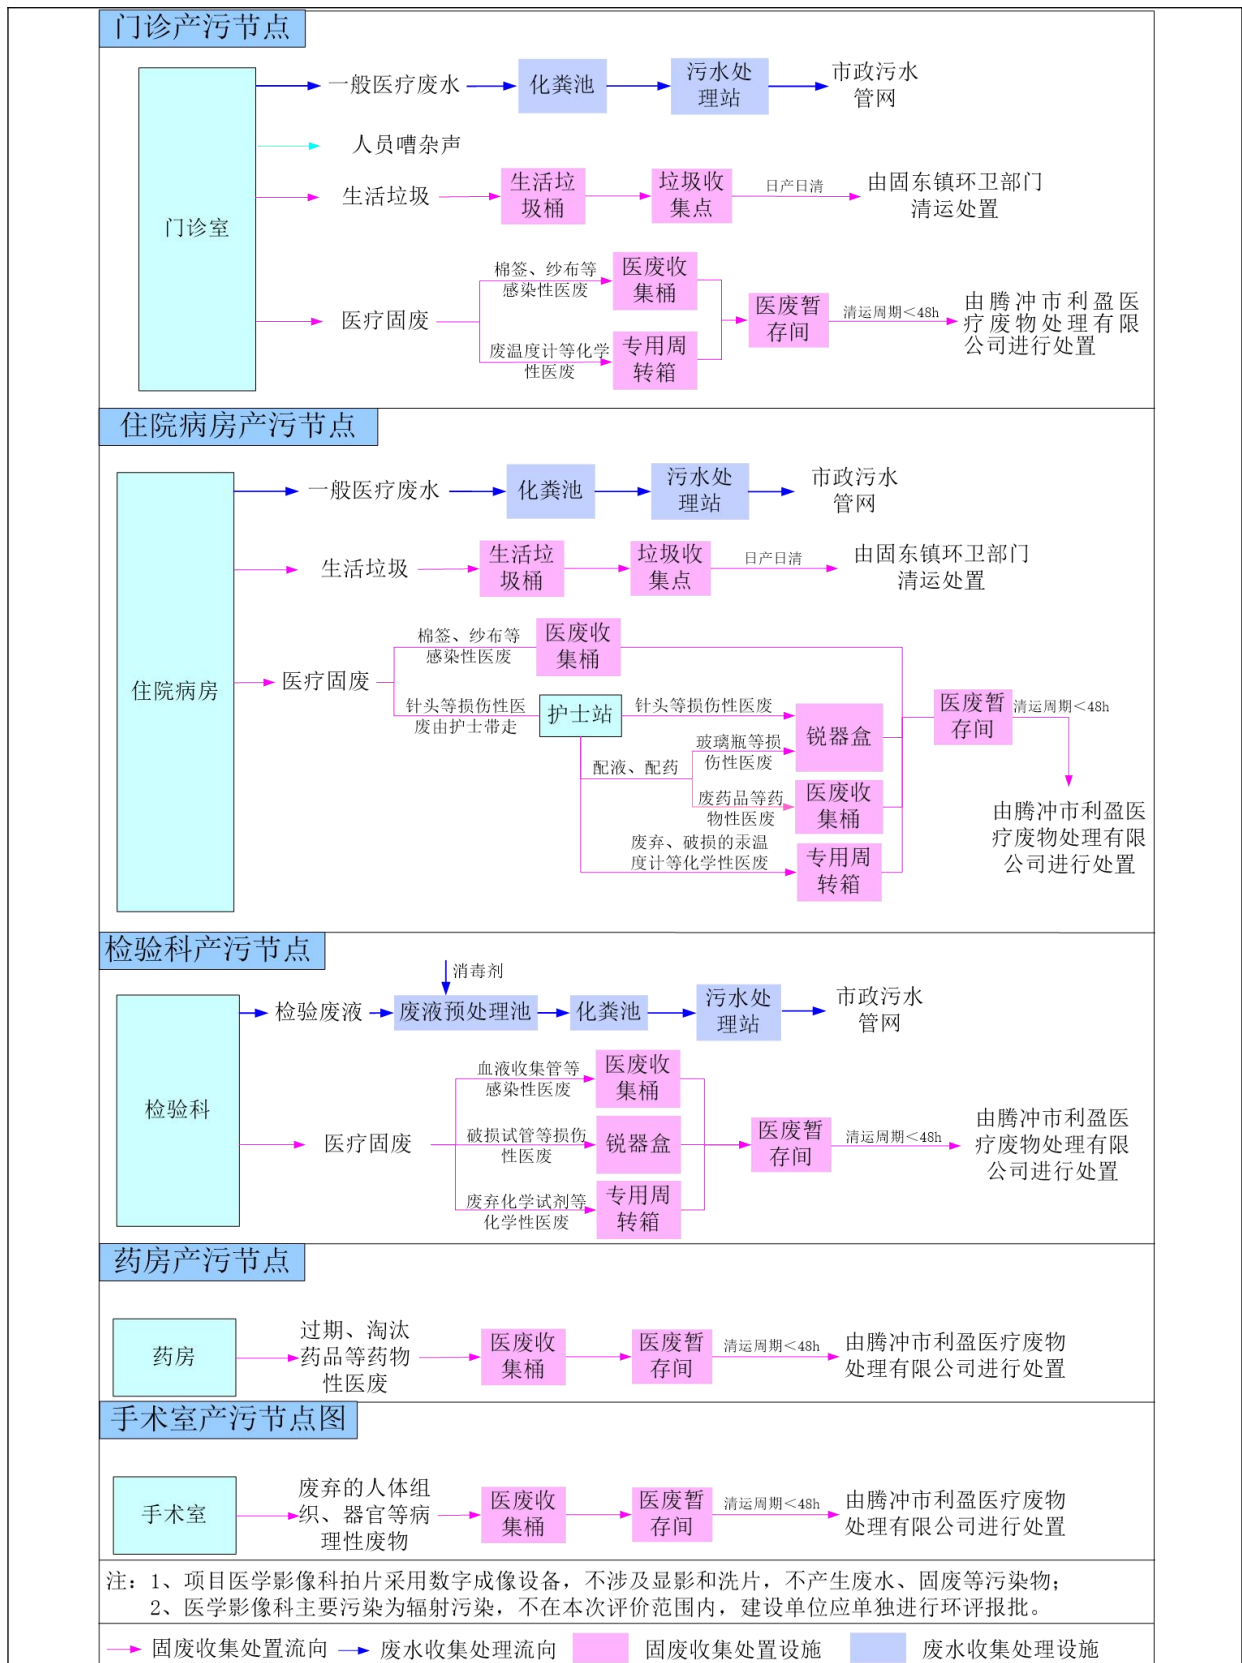 门诊产污节点
门诊室
一般医疗废水
化粪池
污水处
理站
市政污水
管网
人员嘈杂声
生活垃圾
生活垃
圾桶
垃圾收
集点
日产日清
由固东镇环卫部门
清运处置
医疗固废
棉签、纱布等
感染性医废
医废收
集桶
废温度计等化学
性医废
专用周
转箱
医废暂
存间
清运周期<48h
由腾冲市利盈医
疗废物处理有限
公司进行处置
住院病房产污节点
住院病房
一般医疗废水
化粪池
污水处
理站
市政污水
管网
生活垃圾
生活垃
圾桶
垃圾收
集点
日产日清
由固东镇环卫部门
清运处置
医疗固废
棉签、纱布等
感染性医废
医废收
集桶
针头等损伤性医
废由护士带走
护士站
针头等损伤性医废
锐器盒
配液、配药
玻璃瓶等损
伤性医废
废药品等药
物性医废
医废收
集桶
废弃、破损的汞温
度计等化学性医废
专用周
转箱
医废暂
存间
清运周期<48h
由腾冲市利盈医
疗废物处理有限
公司进行处置
检验科产污节点
检验科
消毒剂
检验废液
废液预处理池
化粪池
污水处
理站
市政污水
管网
医疗固废
血液收集管等
感染性医废
医废收
集桶
破损试管等损伤
性医废
锐器盒
废弃化学试剂等
化学性医废
专用周
转箱
医废暂
存间
清运周期<48h
由腾冲市利盈医
疗废物处理有限
公司进行处置
药房产污节点
药房
过期、淘汰
药品等药物
性医废
医废收
集桶
医废暂
存间
清运周期<48h
由腾冲市利盈医疗废物
处理有限公司进行处置
手术室产污节点图
手术室
废弃的人体组
织、器官等病
理性废物
医废收
集桶
医废暂
存间
清运周期<48h
由腾冲市利盈医疗废物
处理有限公司进行处置
注：1、项目医学影像科拍片采用数字成像设备，不涉及显影和洗片，不产生废水、固废等污染物；
2、医学影像科主要污染为辐射污染，不在本次评价范围内，建设单位应单独进行环评报批。
固废收集处置流向
废水收集处理流向
固废收集处置设施
废水收集处理设施